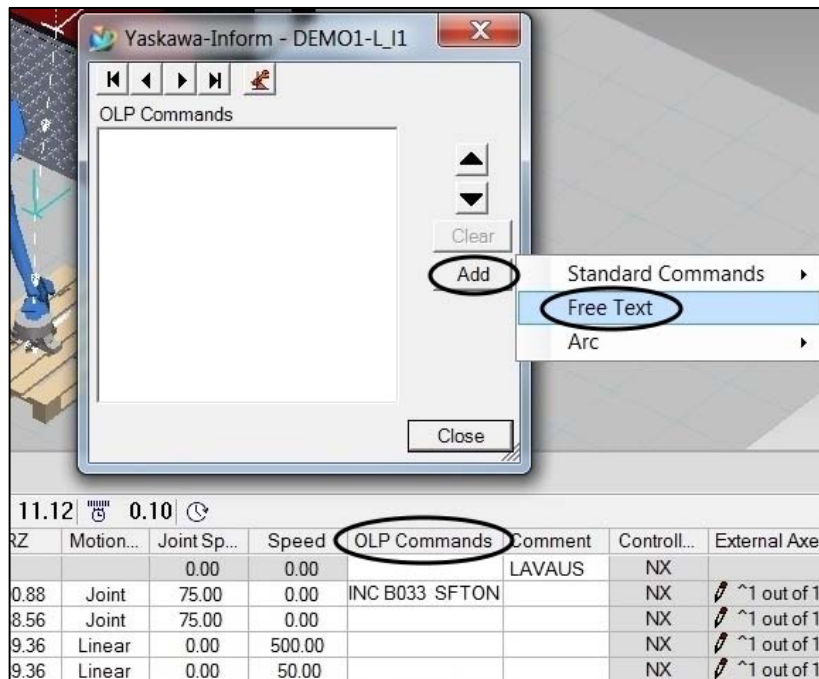 Yaskawa-Inform - DEMO1-L_I1
OLP Commands
Clear
Add
Standard Commands
Free Text
Arc
Close
11.12 0.10
RZ Motion... Joint Sp... Speed OLP Commands Comment Controll... External Axe
0.00 0.00 LAVAUS NX
0.88 Joint 75.00 0.00 INC B033 SFTON NX ^1 out of 1
8.56 Joint 75.00 0.00 NX ^1 out of 1
9.36 Linear 0.00 500.00 NX ^1 out of 1
9.36 Linear 0.00 50.00 NX ^1 out of 1